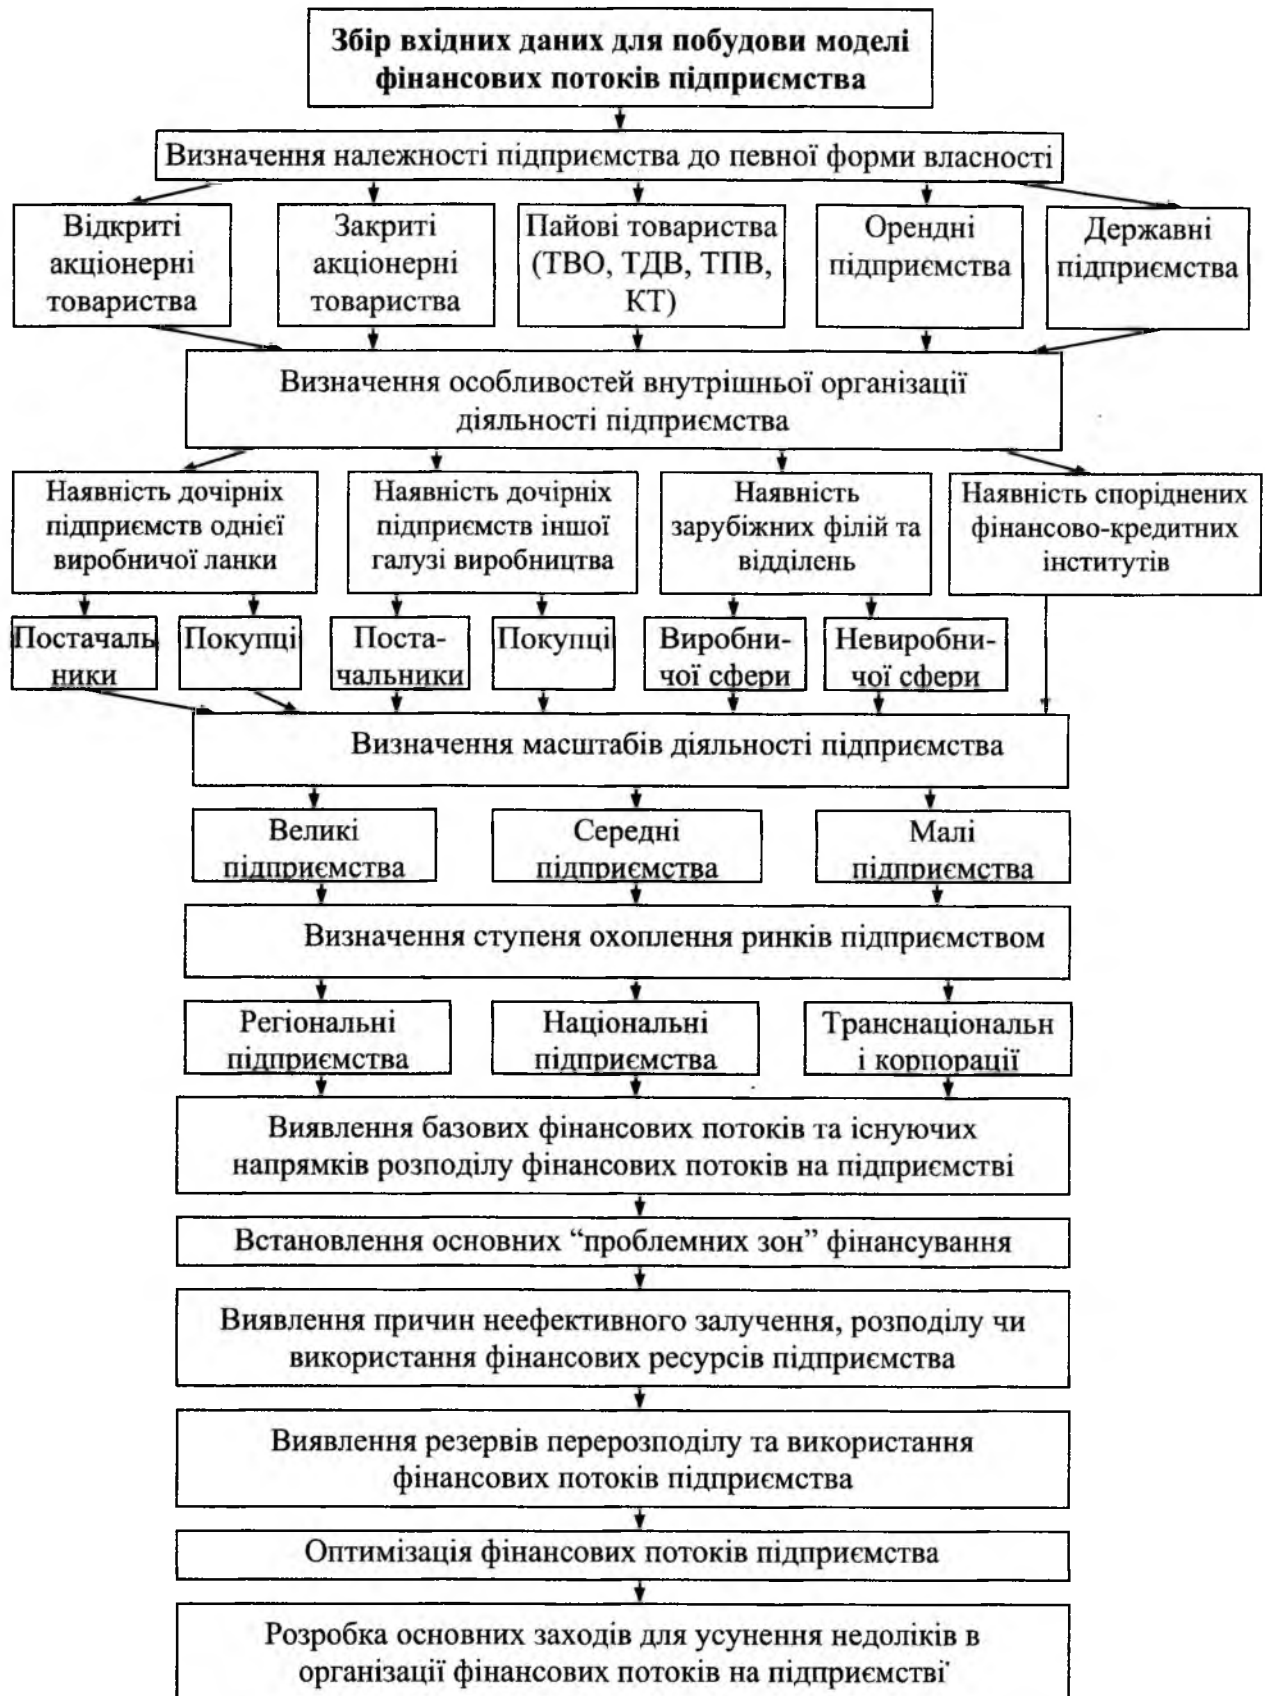 Збір вхідних даних для побудови моделі
фінансових потоків підприємства
Визначення належності підприємства до певної форми власності
Відкриті
акціонерні
товариства
Закриті
акціонерні
товариства
Пайові товариства
(ТВО, ТДВ, ТПВ,
КТ)
Орендні
підприємства
Державні
підприємства
Визначення особливостей внутрішньої організації
діяльності підприємства
Наявність дочірніх
підприємств однієї
виробничої ланки
Наявність дочірніх
підприємств іншої
галузі виробництва
Наявність
зарубіжних філій та
відділень
Наявність споріднених
фінансово-кредитних
інститутів
Постачаль
ники
Покупці
Поста-
чальники
Покупці
Виробни-
чої сфери
Невиробни-
чої сфери
Визначення масштабів діяльності підприємства
Великі
підприємства
Середні
підприємства
Малі
підприємства
Визначення ступеня охоплення ринків підприємством
Регіональні
підприємства
Національні
підприємства
Транснаціональн
і корпорації
Виявлення базових фінансових потоків та існуючих
напрямків розподілу фінансових потоків на підприємстві
Встановлення основних “проблемних зон” фінансування
Виявлення причин неефективного залучення, розподілу чи
використання фінансових ресурсів підприємства
Виявлення резервів перерозподілу та використання
фінансових потоків підприємства
Оптимізація фінансових потоків підприємства
Розробка основних заходів для усунення недоліків в
організації фінансових потоків на підприємстві